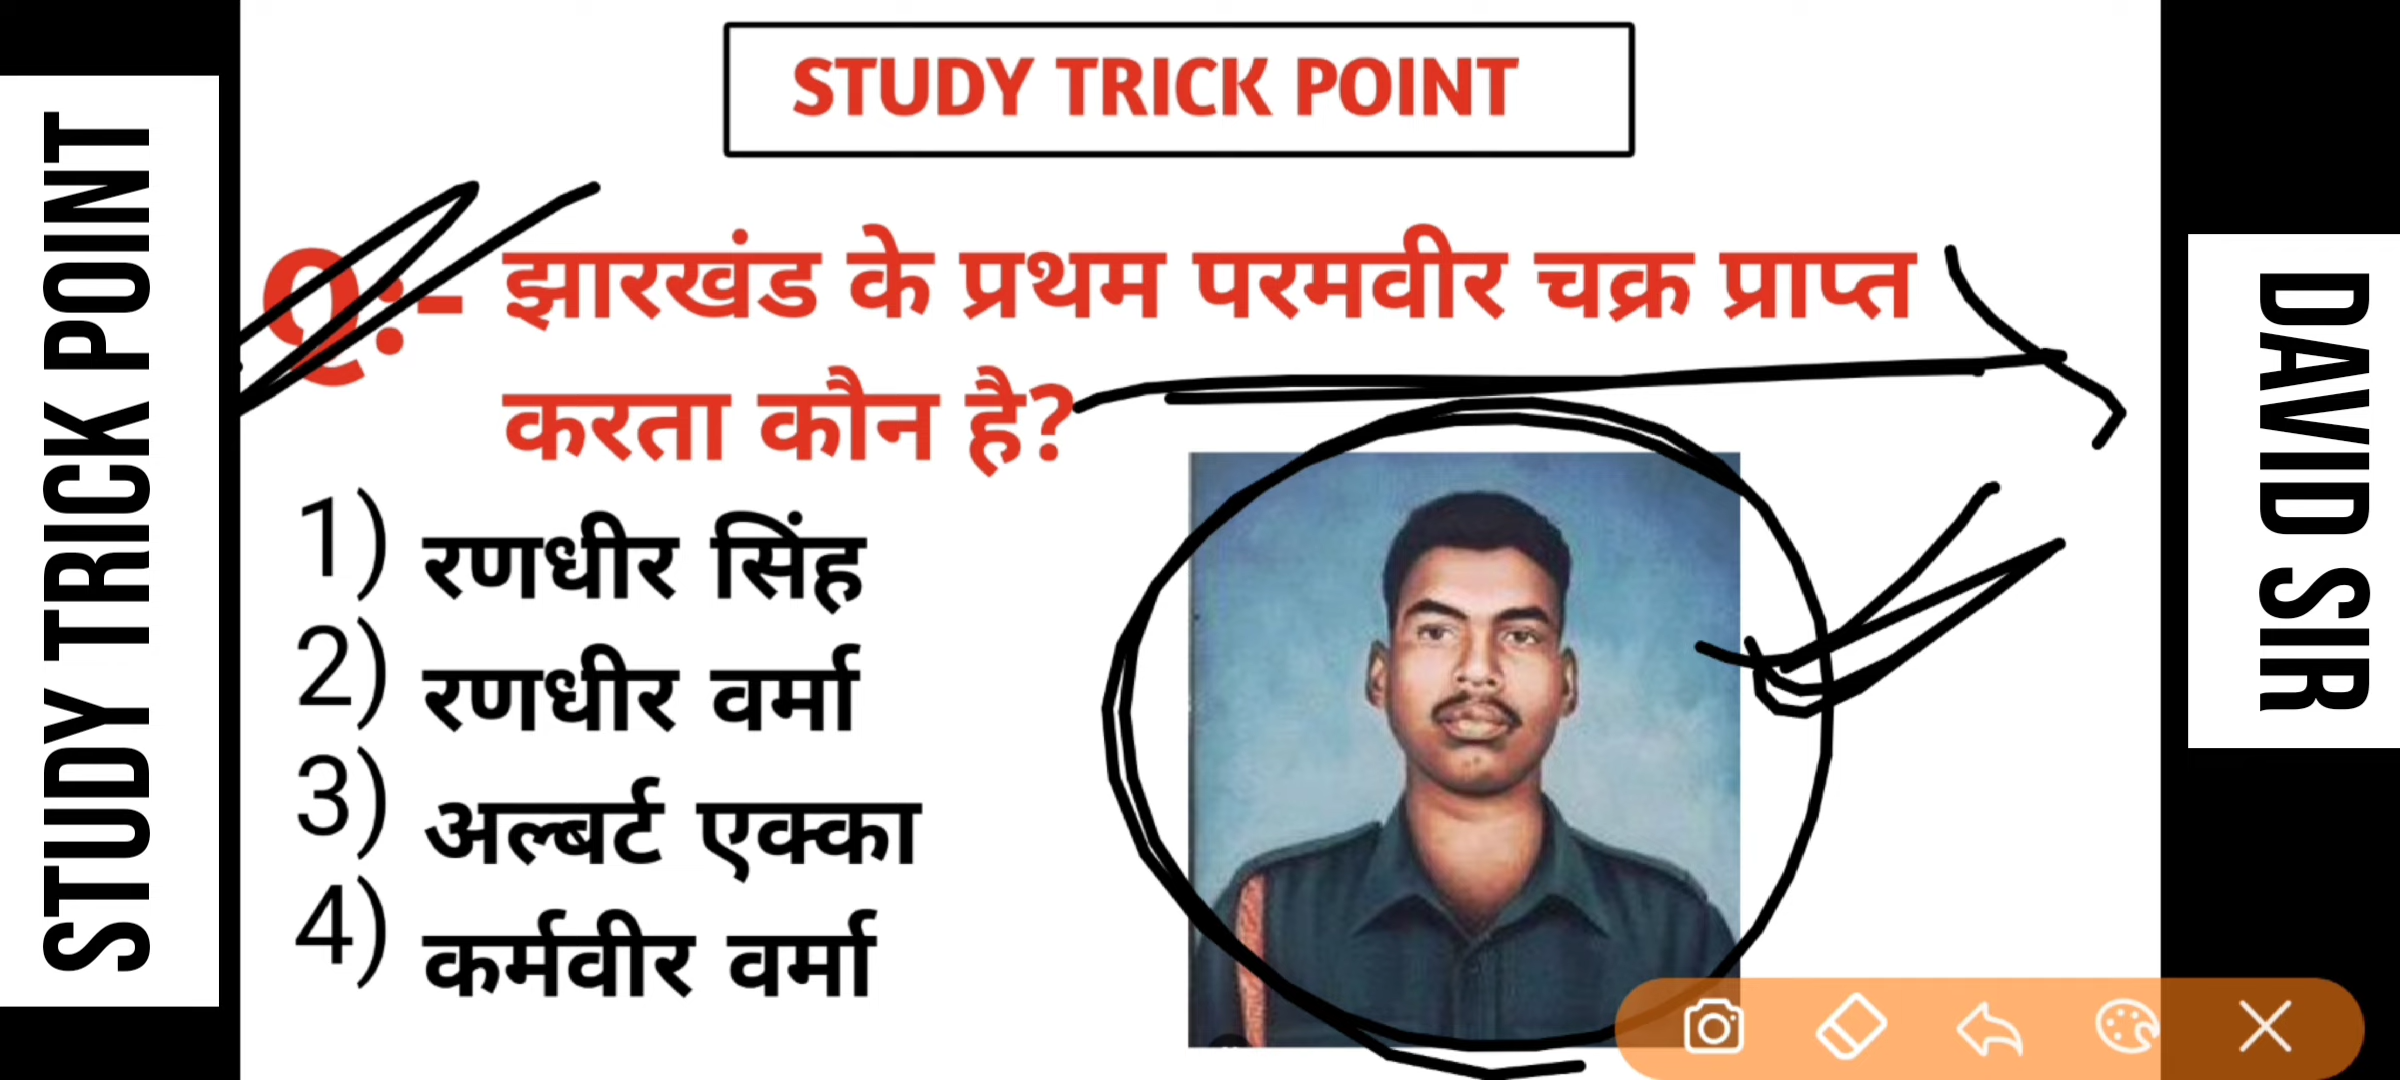 STUDY TRICK POINT
STUDY TRICK POINT
Q:- झारखंड के प्रथम परमवीर चक्र प्राप्त
करता कौन है?
1) रणधीर सिंह
2) रणधीर वर्मा
3) अल्बर्ट एक्का
4) कर्मवीर वर्मा
DAVID SIR